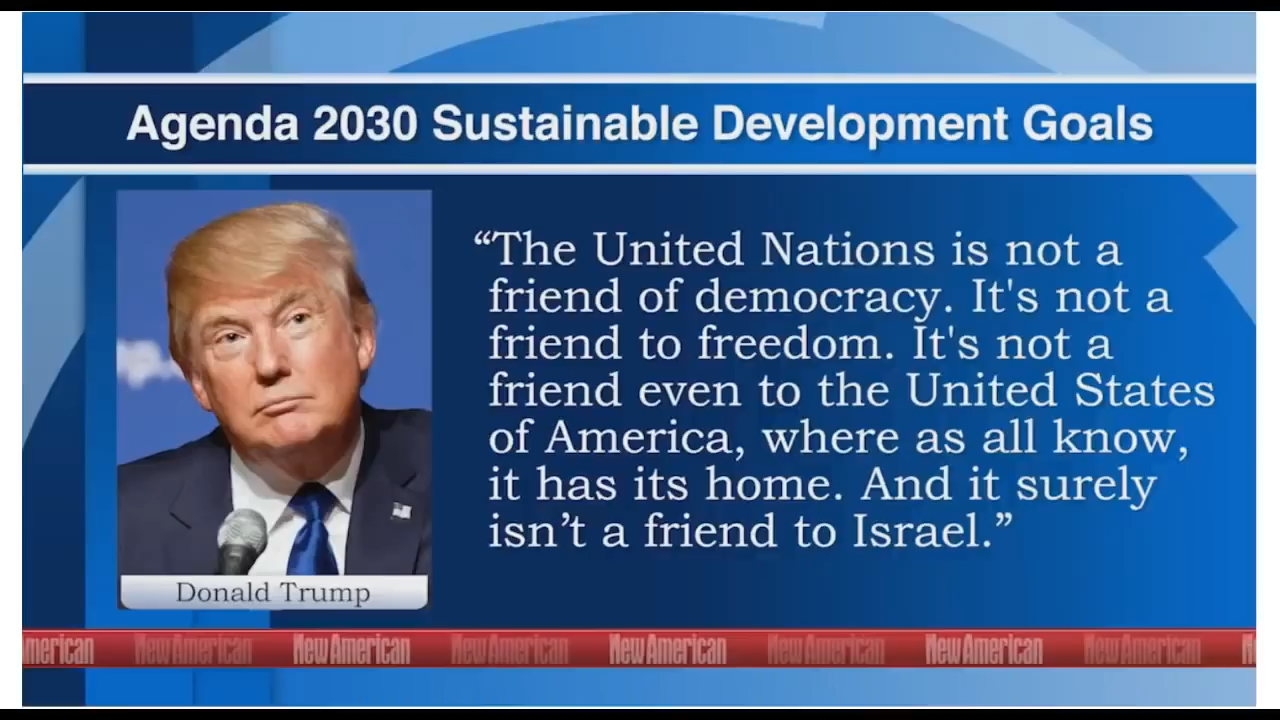 Agenda 2030 Sustainable Development Goals
“The United Nations is not a
friend of democracy. It's not a
friend to freedom. It's not a
friend even to the United States
of America, where as all know,
it has its home. And it surely
isn’t a friend to Israel.”
Donald Trump
merican New American New American New American New American New American New American New American N